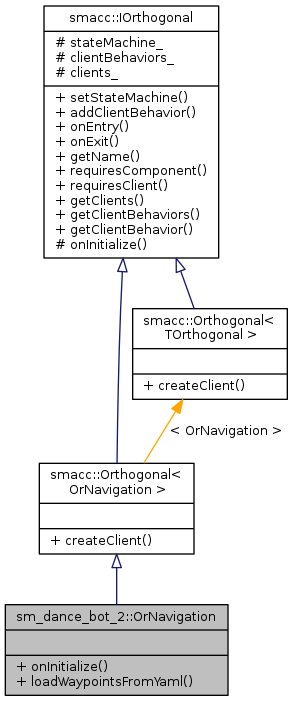 smacc::IOrthogonal
# stateMachine_
# clientBehaviors_
# clients_
+ setStateMachine()
+ addClientBehavior()
+ onEntry()
+ onExit()
+ getName()
+ requiresComponent()
+ requiresClient()
+ getClients()
+ getClientBehaviors()
+ getClientBehavior()
# onInitialize()
smacc::Orthogonal<
TOrthogonal >
+ createClient()
< OrNavigation >
smacc::Orthogonal<
OrNavigation >
+ createClient()
sm_dance_bot_2::OrNavigation
+ onInitialize()
+ loadWaypointsFromYaml()